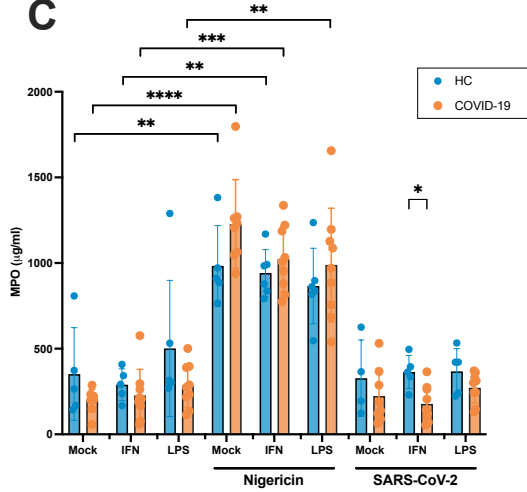 C
**
***
**
****
**
HC
COVID-19
*
MPO (μg/ml)
2000
1500
1000
500
0
Mock IFN LPS Mock IFN LPS Mock IFN LPS
Nigericin SARS-CoV-2